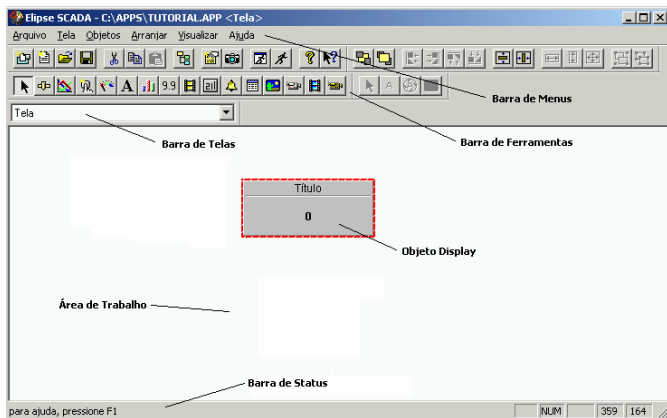 Elipse SCADA - C:\APPS\TUTORIAL.APP <Tela>
Arquivo Tela Objetos Arranjar Visualizar Ajuda
A 9.9 A
Barra de Menus
Tela
Barra de Telas
Barra de Ferramentas
Título
0
Objeto Display
Área de Trabalho
Barra de Status
para ajuda, pressione F1 NUM 359 164